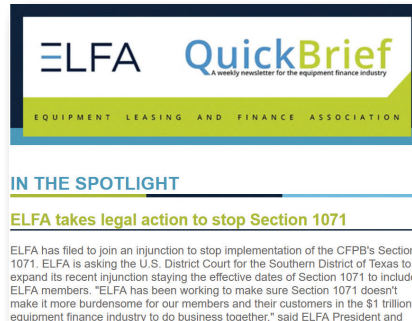 ELFA
QuickBrief
A weekly newsletter for the equipment finance industry
EQUIPMENT LEASING AND FINANCE ASSOCIATION
IN THE SPOTLIGHT
ELFA takes legal action to stop Section 1071
ELFA has filed to join an injunction to stop implementation of the CFPB's Section
1071. ELFA is asking the U.S. District Court for the Southern District of Texas to
expand its recent injunction staying the effective dates of Section 1071 to include
ELFA members. "ELFA has been working to make sure Section 1071 doesn't
make it more burdensome for our members and their customers in the $1 trillion
equipment finance industry to do business together," said ELFA President and